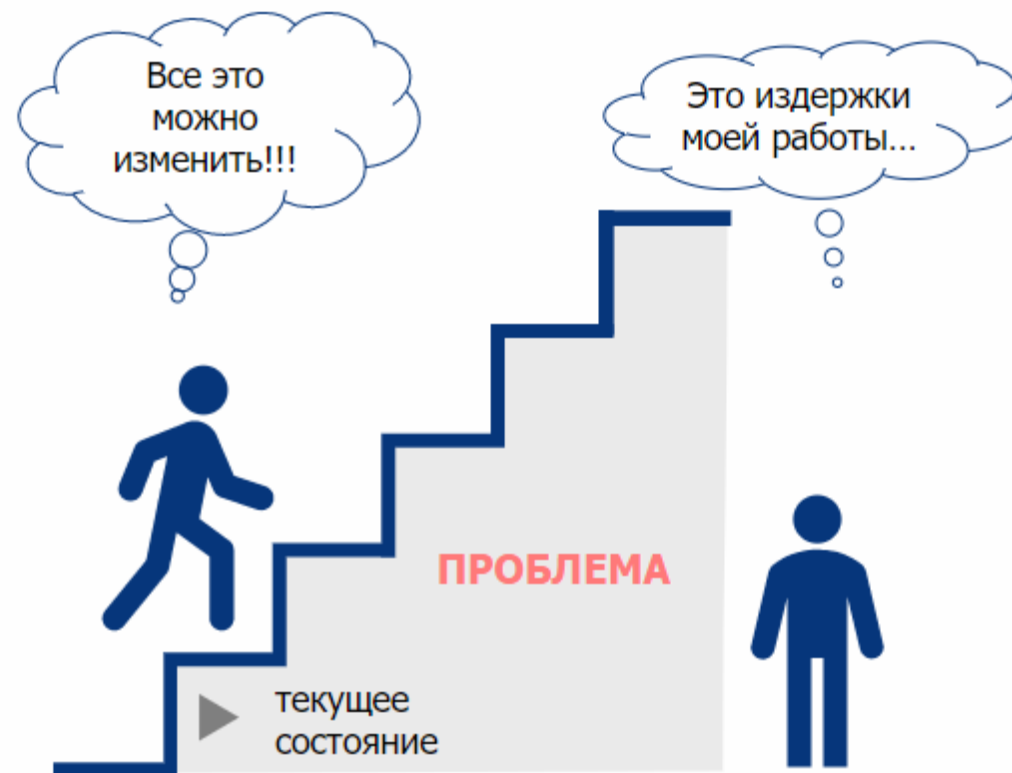 Все это
можно
изменить!!!
Это издержки
моей работы...
ПРОБЛЕМА
текущее
состояние